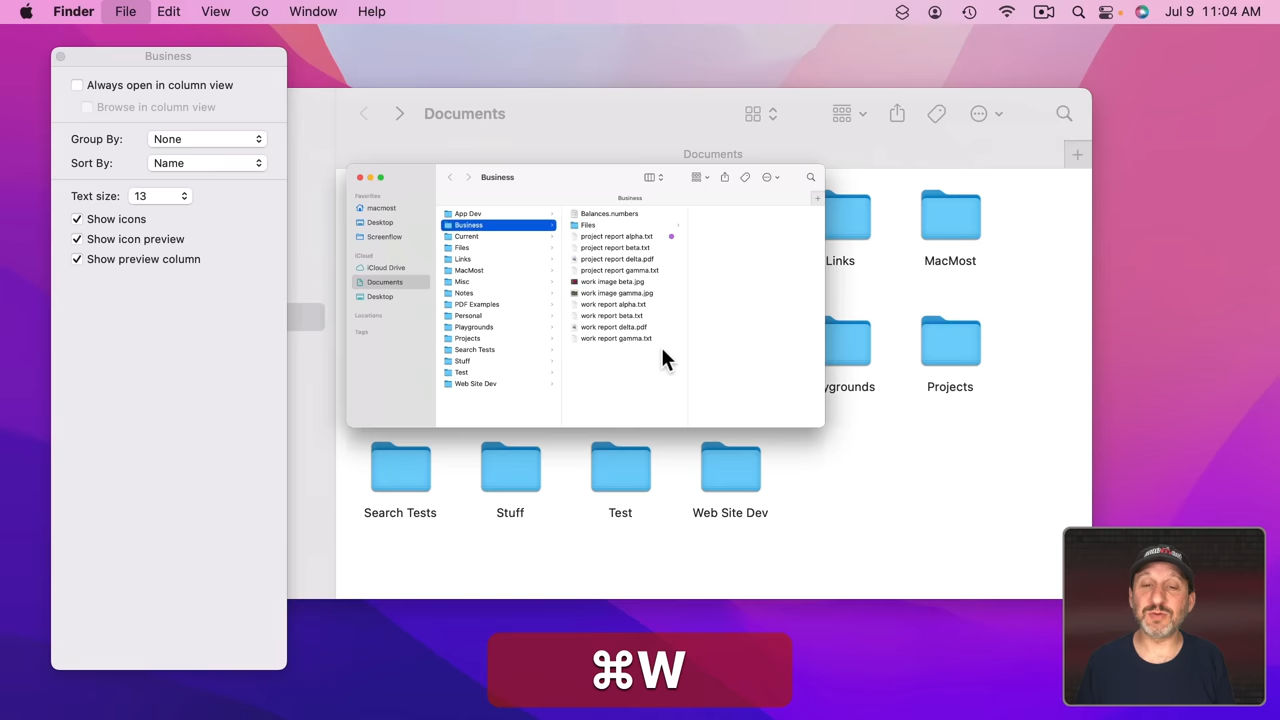 Finder File Edit View Go Window Help Jul 9 11:04 AM
Business
Always open in column view
Browse in column view
Group By: None
Sort By: Name
Text size: 13
Show icons
Show icon preview
Show preview column
Documents
Documents
Business
Business
Favorites
macmost
Desktop
Screenflow
iCloud
iCloud Drive
Documents
Desktop
Locations
Tags
App Dev
Business
Current
Files
Links
MacMost
Misc
Notes
PDF Examples
Personal
Playgrounds
Projects
Search Tests
Stuff
Test
Web Site Dev
Balances.numbers
Files
project report alpha.txt
project report beta.txt
project report delta.pdf
project report gamma.txt
work image beta.jpg
work image gamma.jpg
work report alpha.txt
work report beta.txt
work report delta.pdf
work report gamma.txt
Links MacMost
ygrounds Projects
Search Tests Stuff Test Web Site Dev
⌘W